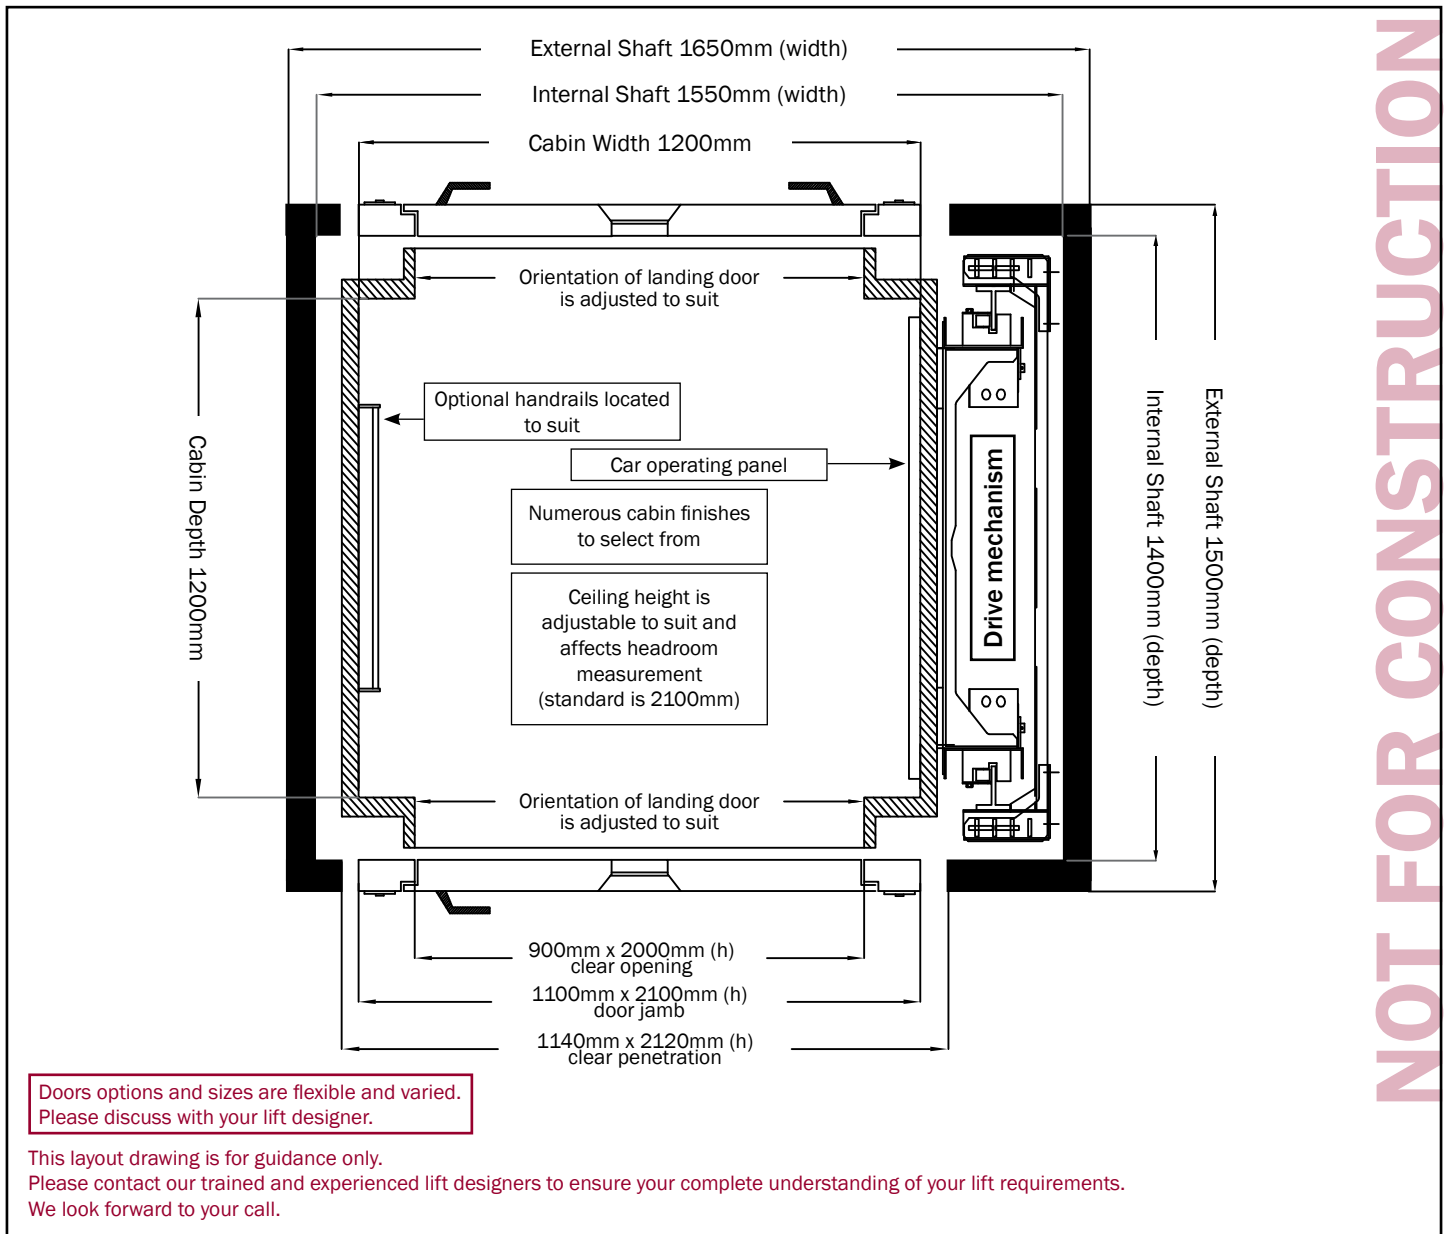 External Shaft 1650mm (width)
Internal Shaft 1550mm (width)
Cabin Width 1200mm
Orientation of landing door
is adjusted to suit
Optional handrails located
to suit
Car operating panel
Numerous cabin finishes
to select from
Ceiling height is
adjustable to suit and
affects headroom
measurement
(standard is 2100mm)
Cabin Depth 1200mm
Drive mechanism
Internal Shaft 1400mm (depth)
External Shaft 1500mm (depth)
Orientation of landing door
is adjusted to suit
900mm x 2000mm (h)
clear opening
1100mm x 2100mm (h)
door jamb
1140mm x 2120mm (h)
clear penetration
NOT FOR CONSTRUCTION
Doors options and sizes are flexible and varied.
Please discuss with your lift designer.
This layout drawing is for guidance only.
Please contact our trained and experienced lift designers to ensure your complete understanding of your lift requirements.
We look forward to your call.